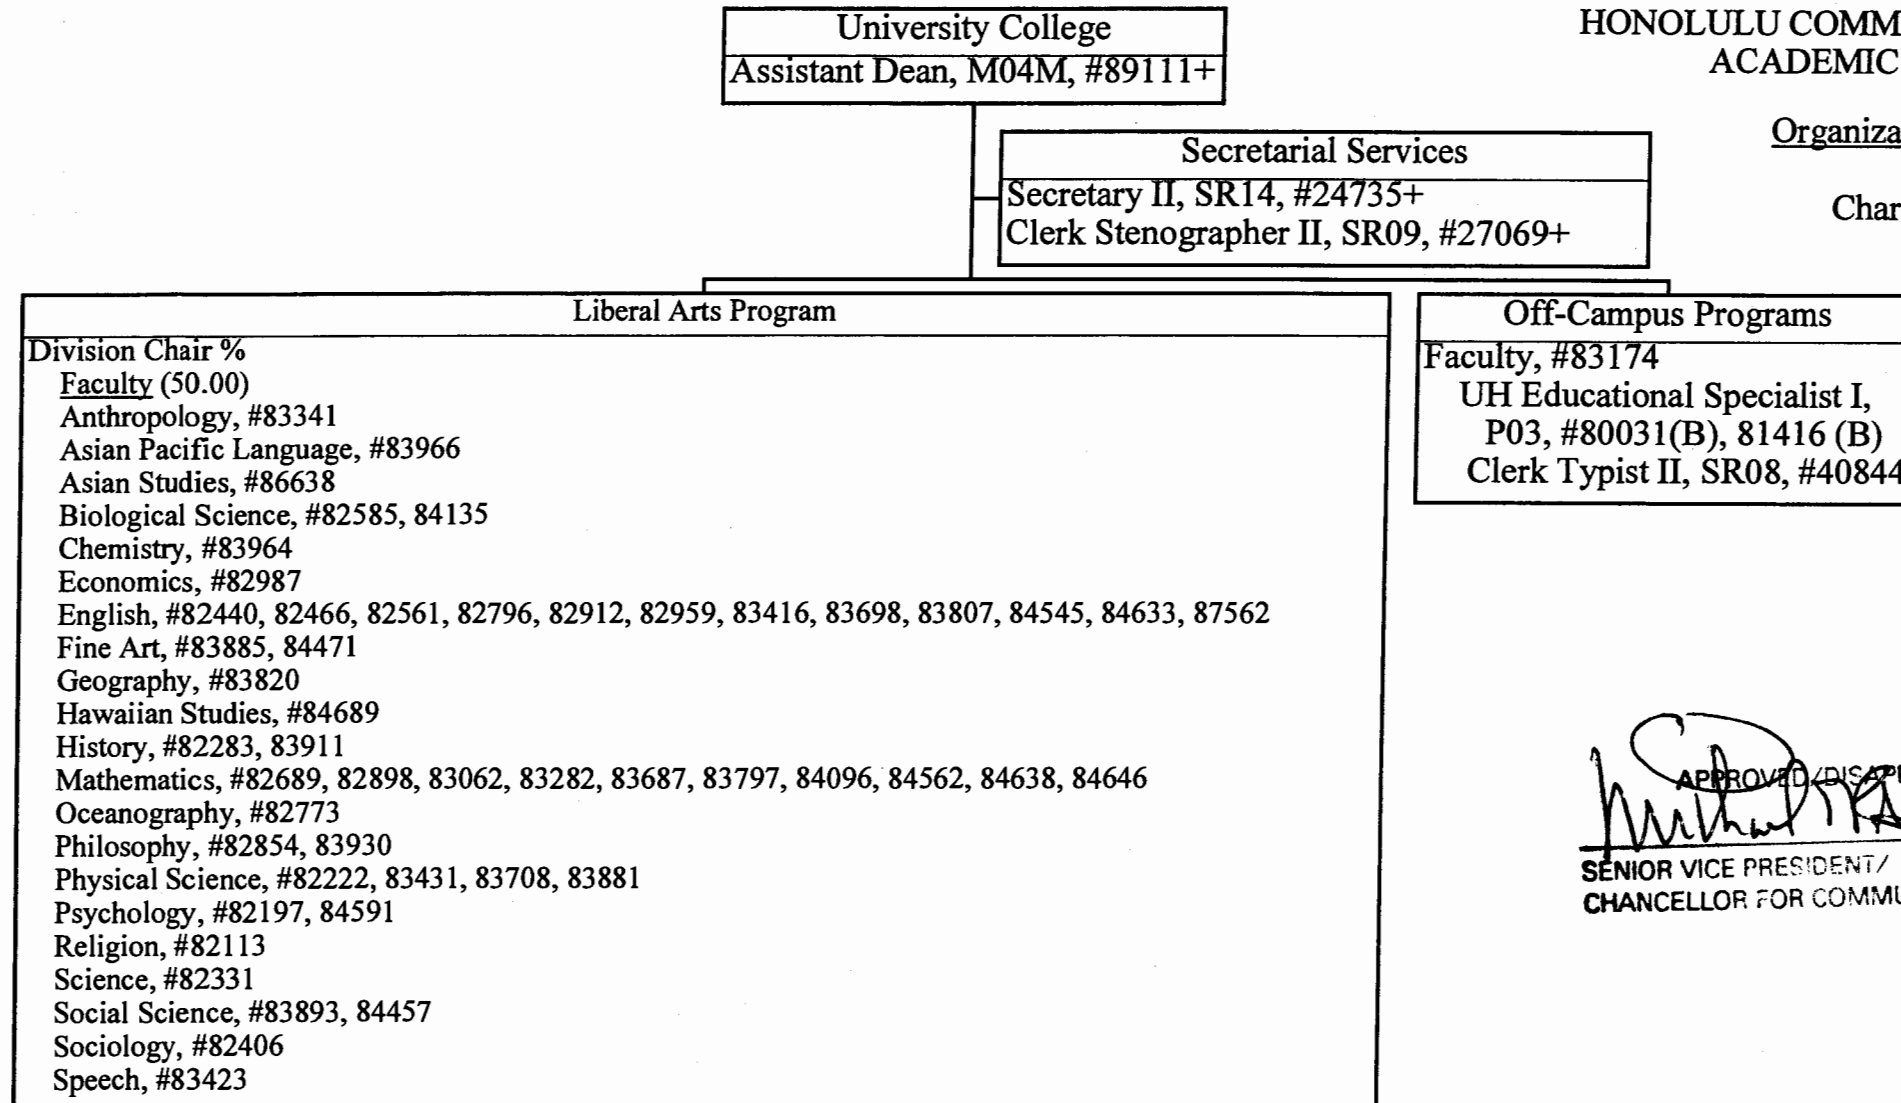 University College
Assistant Dean, M04M, #89111+
HONOLULU COMM
ACADEMIC
Organiza
Char
Secretarial Services
Secretary II, SR14, #24735+
Clerk Stenographer II, SR09, #27069+
Liberal Arts Program
Division Chair %
Faculty (50.00)
Anthropology, #83341
Asian Pacific Language, #83966
Asian Studies, #86638
Biological Science, #82585, 84135
Chemistry, #83964
Economics, #82987
English, #82440, 82466, 82561, 82796, 82912, 82959, 83416, 83698, 83807, 84545, 84633, 87562
Fine Art, #83885, 84471
Geography, #83820
Hawaiian Studies, #84689
History, #82283, 83911
Mathematics, #82689, 82898, 83062, 83282, 83687, 83797, 84096, 84562, 84638, 84646
Oceanography, #82773
Philosophy, #82854, 83930
Physical Science, #82222, 83431, 83708, 83881
Psychology, #82197, 84591
Religion, #82113
Science, #82331
Social Science, #83893, 84457
Sociology, #82406
Speech, #83423
Off-Campus Programs
Faculty, #83174
UH Educational Specialist I,
P03, #80031(B), 81416 (B)
Clerk Typist II, SR08, #40844
APPROVED/DISAPP
SENIOR VICE PRESIDENT/
CHANCELLOR FOR COMMU